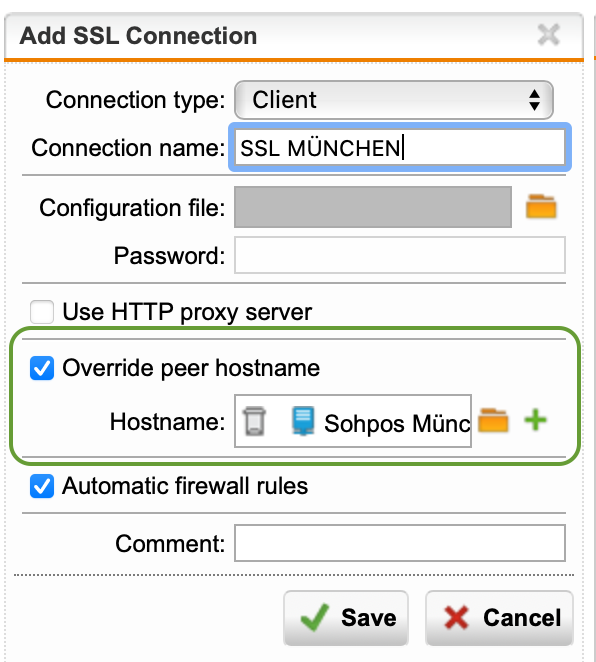 Add SSL Connection
Connection type: Client
Connection name: SSL MÜNCHEN
Configuration file:
Password:
Use HTTP proxy server
Override peer hostname
Hostname: Sohpos Münc
Automatic firewall rules
Comment:
Save Cancel